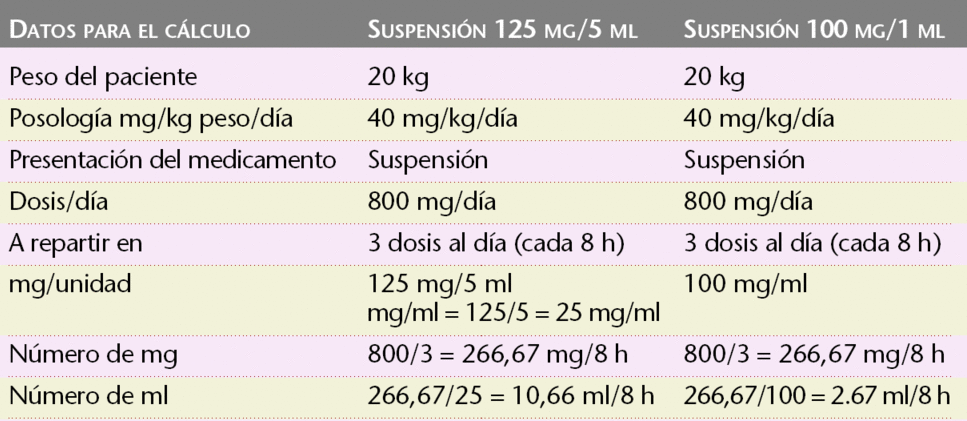 DATOS PARA EL CÁLCULO SUSPENSIÓN 125 MG/5 ML SUSPENSIÓN 100 MG/1 ML
Peso del paciente 20 kg 20 kg
Posología mg/kg peso/día 40 mg/kg/día 40 mg/kg/día
Presentación del medicamento Suspensión Suspensión
Dosis/día 800 mg/día 800 mg/día
A repartir en 3 dosis al día (cada 8 h) 3 dosis al día (cada 8 h)
mg/unidad 125 mg/5 ml 100 mg/ml
mg/ml = 125/5 = 25 mg/ml
Número de mg 800/3 = 266,67 mg/8 h 800/3 = 266,67 mg/8 h
Número de ml 266,67/25 = 10,66 ml/8 h 266,67/100 = 2.67 ml/8 h